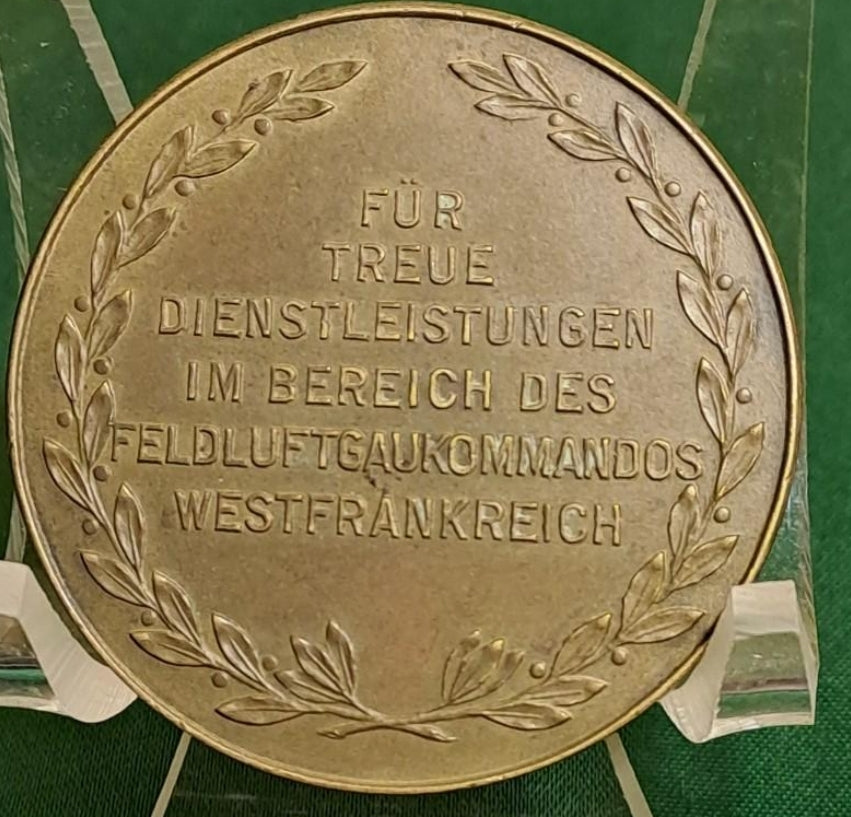 FÜR
TREUE
DIENSTLEISTUNGEN
IM BEREICH DES
FELDLUFTGAUKOMMANDOS
WESTFRANKREICH